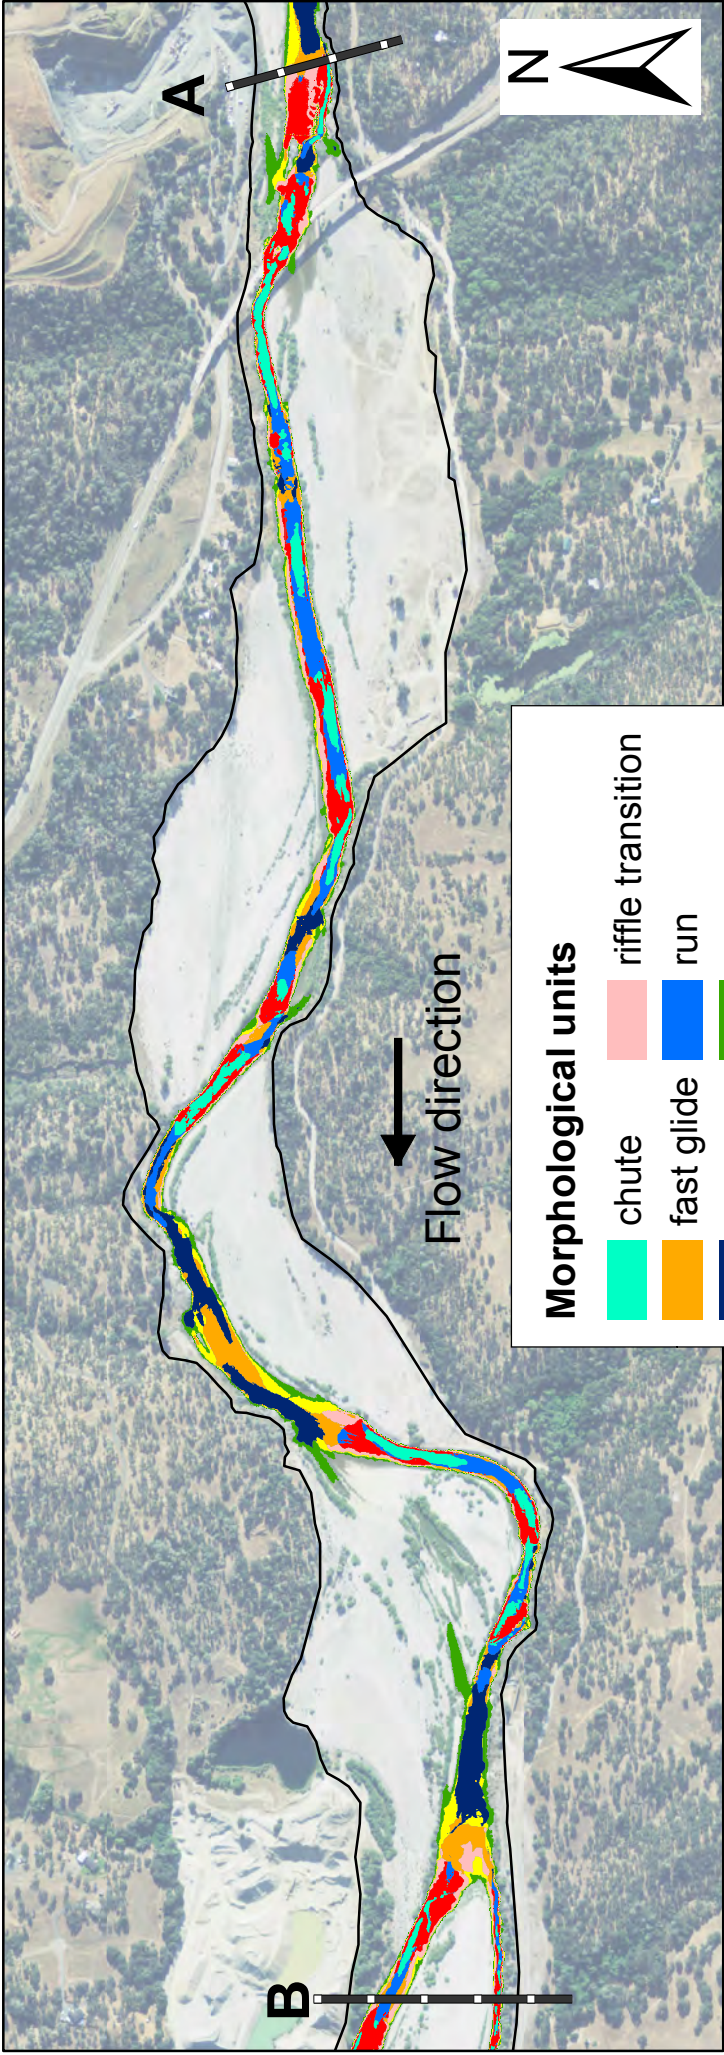 A
N
Flow direction
Morphological units
chute
riffle transition
fast glide
run
B